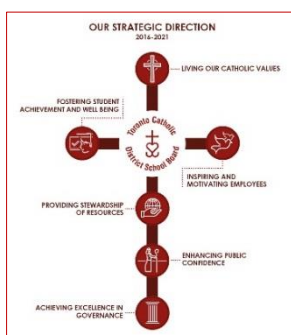 OUR STRATEGIC DIRECTION
2016-2021
LIVING OUR CATHOLIC VALUES
FOSTERING STUDENT
ACHIEVEMENT AND WELL BEING
Toronto Catholic
District School Board
INSPIRING AND
MOTIVATING EMPLOYEES
PROVIDING STEWARDSHIP
OF RESOURCES
ENHANCING PUBLIC
CONFIDENCE
ACHIEVING EXCELLENCE IN
GOVERNANCE